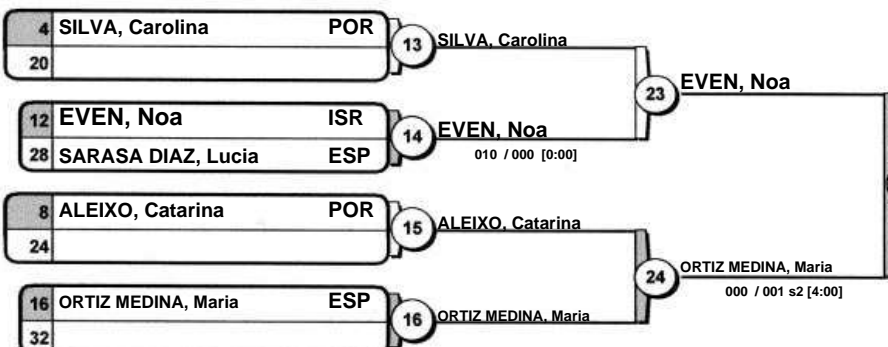 4 SILVA, Carolina POR
20
13 SILVA, Carolina
12 EVEN, Noa ISR
28 SARASA DIAZ, Lucia ESP
14 EVEN, Noa
010 / 000 [0:00]
23 EVEN, Noa
8 ALEIXO, Catarina POR
24
15 ALEIXO, Catarina
16 ORTIZ MEDINA, Maria ESP
32
16 ORTIZ MEDINA, Maria
24 ORTIZ MEDINA, Maria
000 / 001 s2 [4:00]